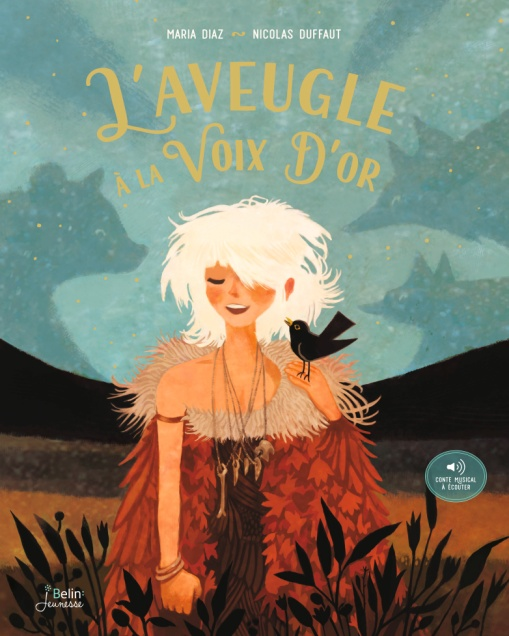 MARIA DIAZ ~ NICOLAS DUFFAUT
L'AVEUGLE
À LA VOIX D'OR
CONTE MUSICAL
À ÉCOUTER
Belin:
jeunesse